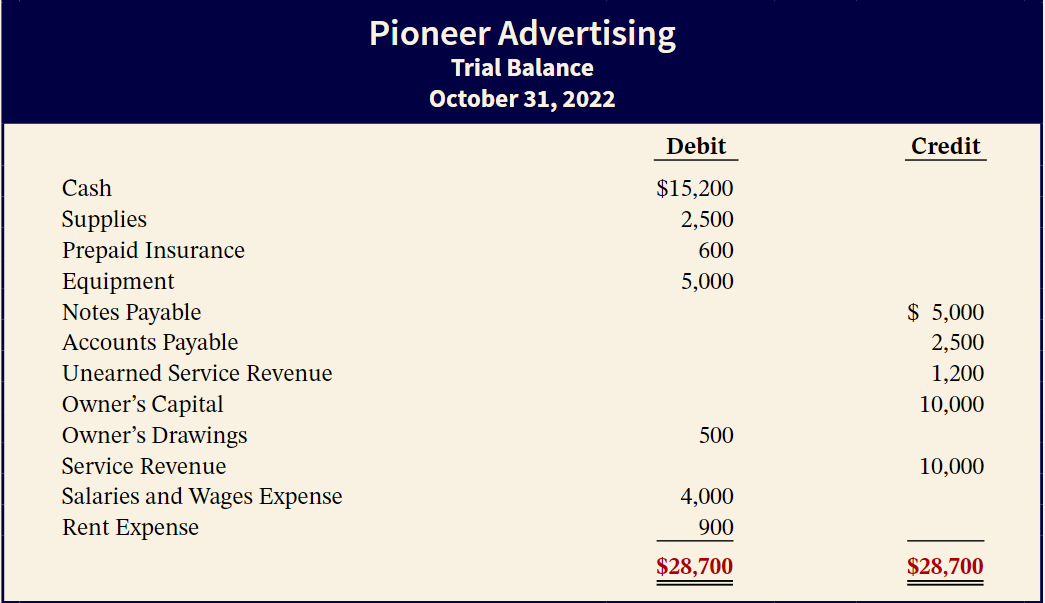 Pioneer Advertising
Trial Balance
October 31, 2022
Debit Credit
Cash $15,200
Supplies 2,500
Prepaid Insurance 600
Equipment 5,000
Notes Payable $ 5,000
Accounts Payable 2,500
Unearned Service Revenue 1,200
Owner’s Capital 10,000
Owner’s Drawings 500
Service Revenue 10,000
Salaries and Wages Expense 4,000
Rent Expense 900
$28,700 $28,700